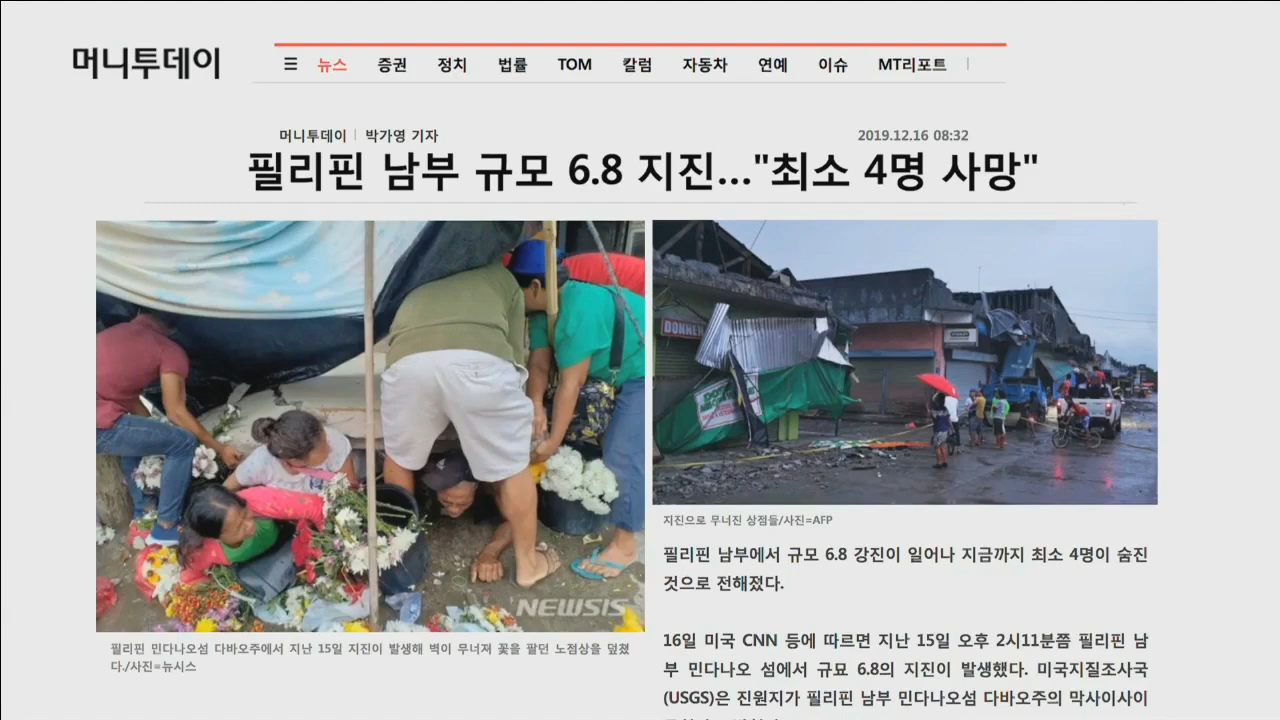 머니투데이
뉴스 증권 정치 법률 TOM 칼럼 자동차 연예 이슈 MT리포트
머니투데이 | 박가영 기자
2019.12.16 08:32
필리핀 남부 규모 6.8 지진..."최소 4명 사망"
DONKEY
NEWSIS
지진으로 무너진 상점들/사진=AFP
필리핀 남부에서 규모 6.8 강진이 일어나 지금까지 최소 4명이 숨진
것으로 전해졌다.
필리핀 민다나오섬 다바오주에서 지난 15일 지진이 발생해 벽이 무너져 꽃을 팔던 노점상을 덮쳤
다./사진=뉴시스
16일 미국 CNN 등에 따르면 지난 15일 오후 2시11분쯤 필리핀 남
부 민다나오 섬에서 규묘 6.8의 지진이 발생했다. 미국지질조사국
(USGS)은 진원지가 필리핀 남부 민다나오섬 다바오주의 막사이사이